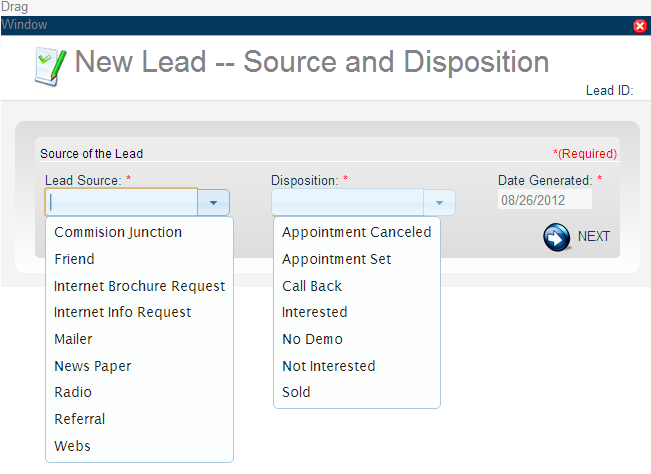 Drag
Window
New Lead -- Source and Disposition
Lead ID:
Source of the Lead
*(Required)
Lead Source: *
Disposition: *
Date Generated: *
08/26/2012
NEXT
Commision Junction
Friend
Internet Brochure Request
Internet Info Request
Mailer
News Paper
Radio
Referral
Webs
Appointment Canceled
Appointment Set
Call Back
Interested
No Demo
Not Interested
Sold